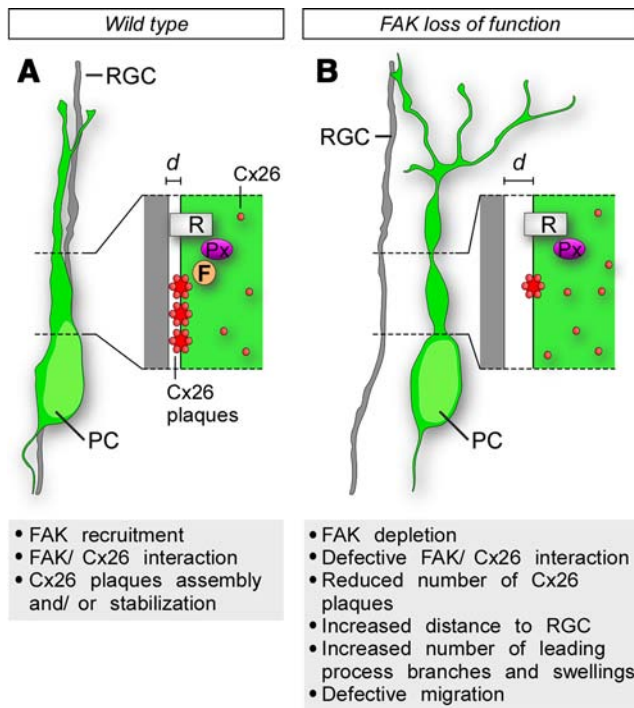 Wild type
A
RGC
d
Cx26
R
Px
F
Cx26
plaques
PC
• FAK recruitment
• FAK/ Cx26 interaction
• Cx26 plaques assembly
and/ or stabilization
FAK loss of function
B
RGC
d
R
Px
PC
• FAK depletion
• Defective FAK/ Cx26 interaction
• Reduced number of Cx26
plaques
• Increased distance to RGC
• Increased number of leading
process branches and swellings
• Defective migration